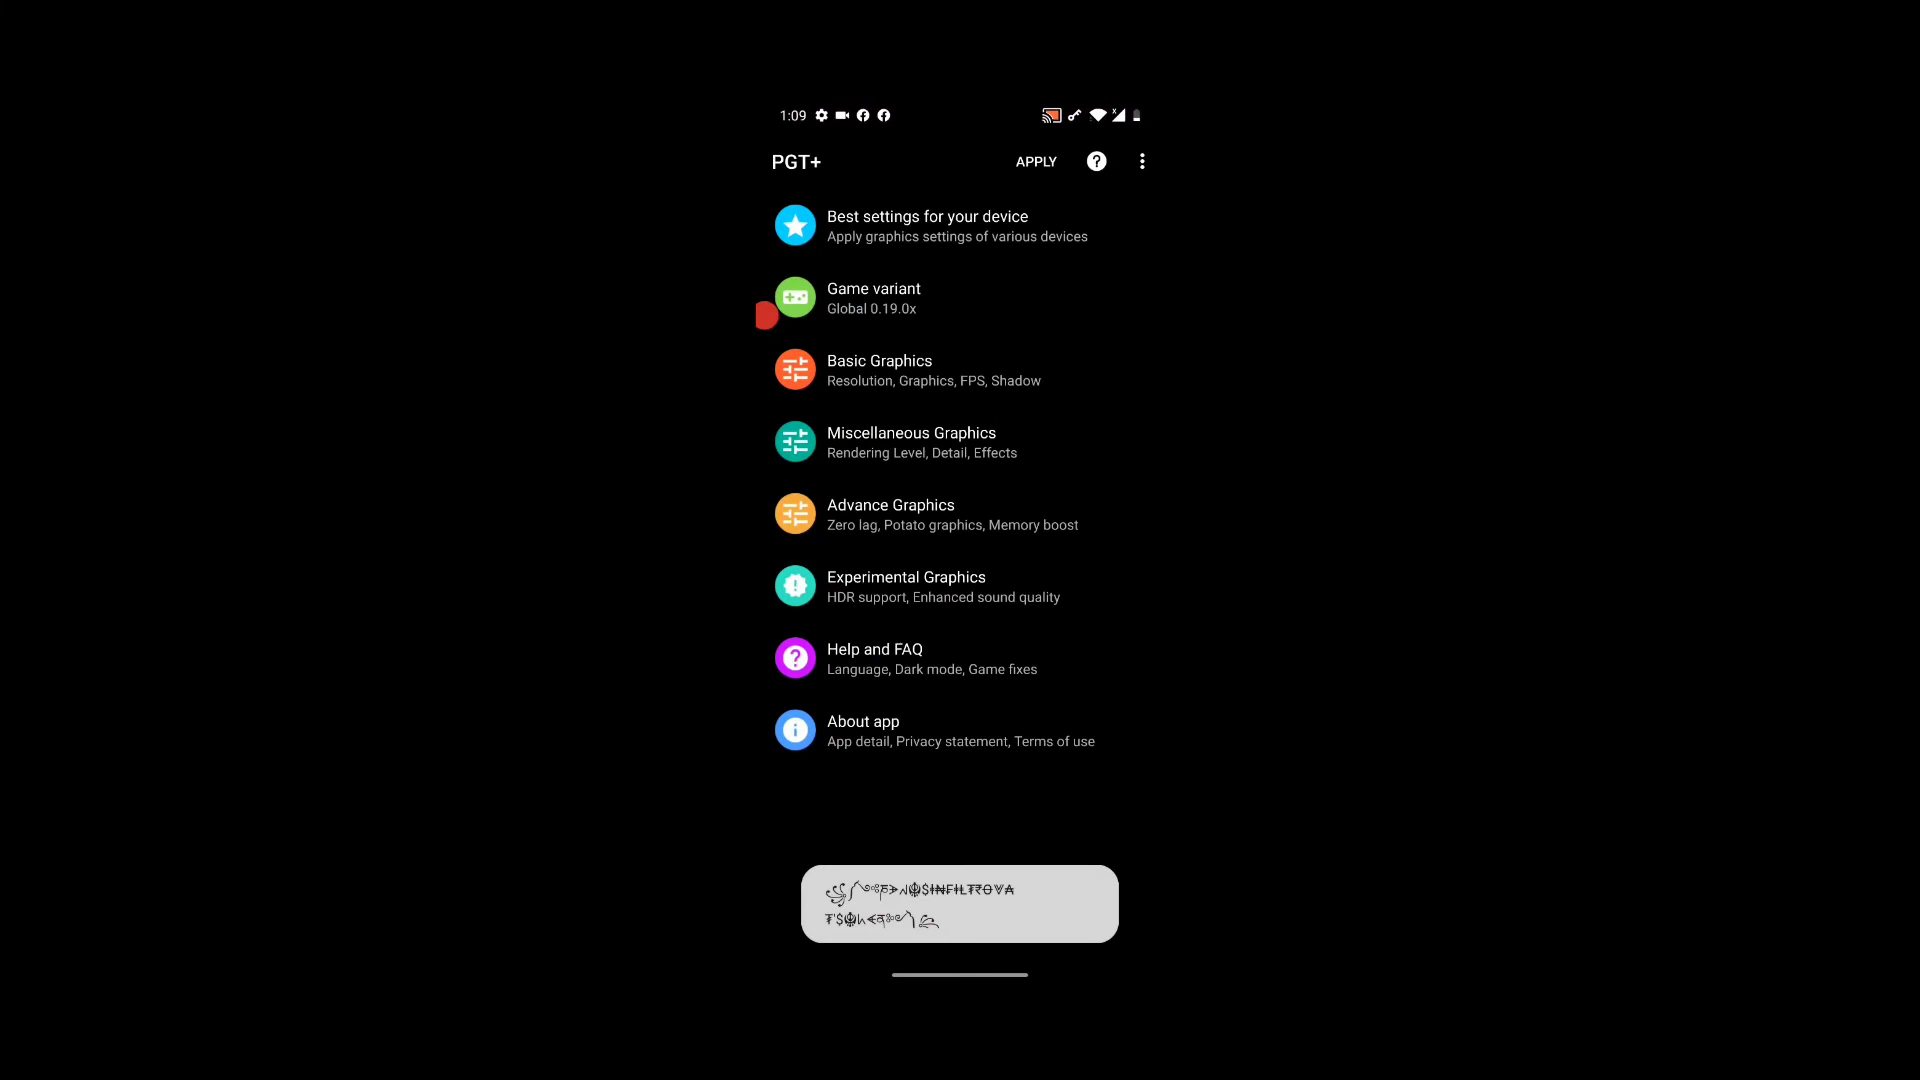 1:09
PGT+
APPLY
Best settings for your device
Apply graphics settings of various devices
Game variant
Global 0.19.0x
Basic Graphics
Resolution, Graphics, FPS, Shadow
Miscellaneous Graphics
Rendering Level, Detail, Effects
Advance Graphics
Zero lag, Potato graphics, Memory boost
Experimental Graphics
HDR support, Enhanced sound quality
Help and FAQ
Language, Dark mode, Game fixes
About app
App detail, Privacy statement, Terms of use